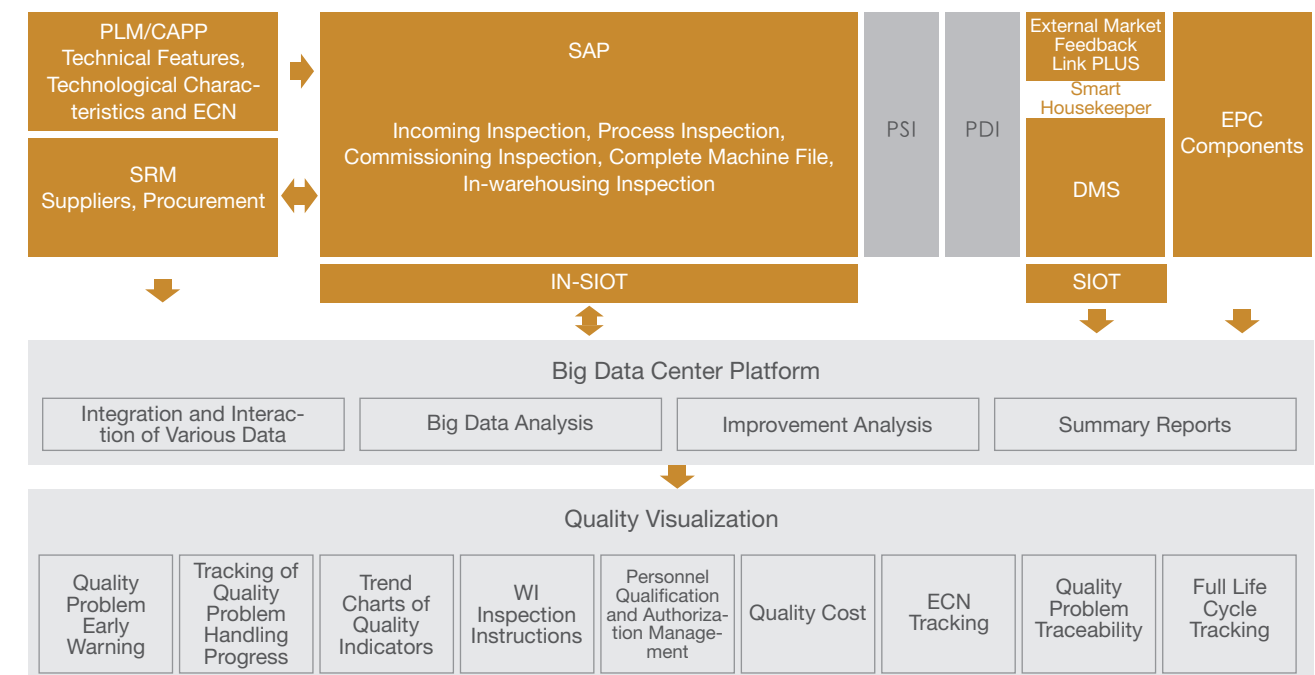 PLM/CAPP
Technical Features,
Technological Charac-
teristics and ECN
SRM
Suppliers, Procurement
SAP
Incoming Inspection, Process Inspection,
Commissioning Inspection, Complete Machine File,
In-warehousing Inspection
IN-SIOT
PSI
PDI
External Market
Feedback
Link PLUS
Smart
Housekeeper
DMS
SIOT
EPC
Components
Big Data Center Platform
Integration and Interac-
tion of Various Data
Big Data Analysis
Improvement Analysis
Summary Reports
Quality Visualization
Quality
Problem
Early
Warning
Tracking of
Quality
Problem
Handling
Progress
Trend
Charts of
Quality
Indicators
WI
Inspection
Instructions
Personnel
Qualification
and Authoriza-
tion Manage-
ment
Quality Cost
ECN
Tracking
Quality
Problem
Traceability
Full Life
Cycle
Tracking